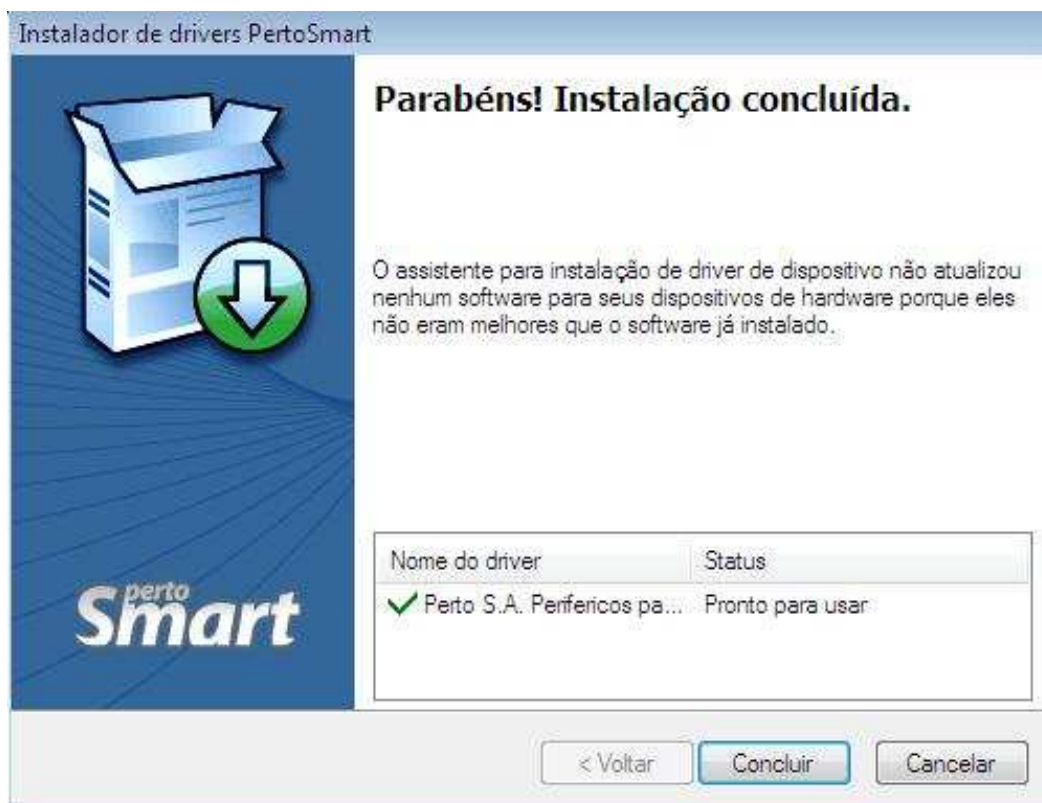 Instalador de drivers PertoSmart
Parabéns! Instalação concluída.
O assistente para instalação de driver de dispositivo não atualizou
nenhum software para seus dispositivos de hardware porque eles
não eram melhores que o software já instalado.
Nome do driver Status
Perto S.A. Perifericos pa... Pronto para usar
perto
Smart
< Voltar Concluir Cancelar